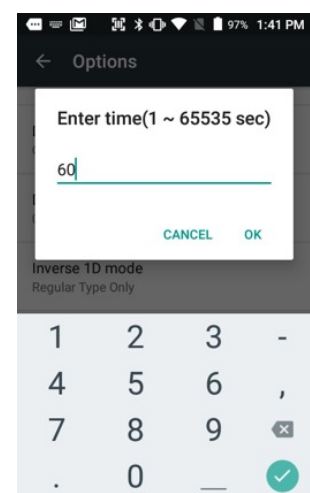 97% 1:41 PM
Options
Enter time(1 ~ 65535 sec)
60
CANCEL OK
Inverse 1D mode
Regular Type Only
1 2 3 -
4 5 6 ,
7 8 9
. 0 _